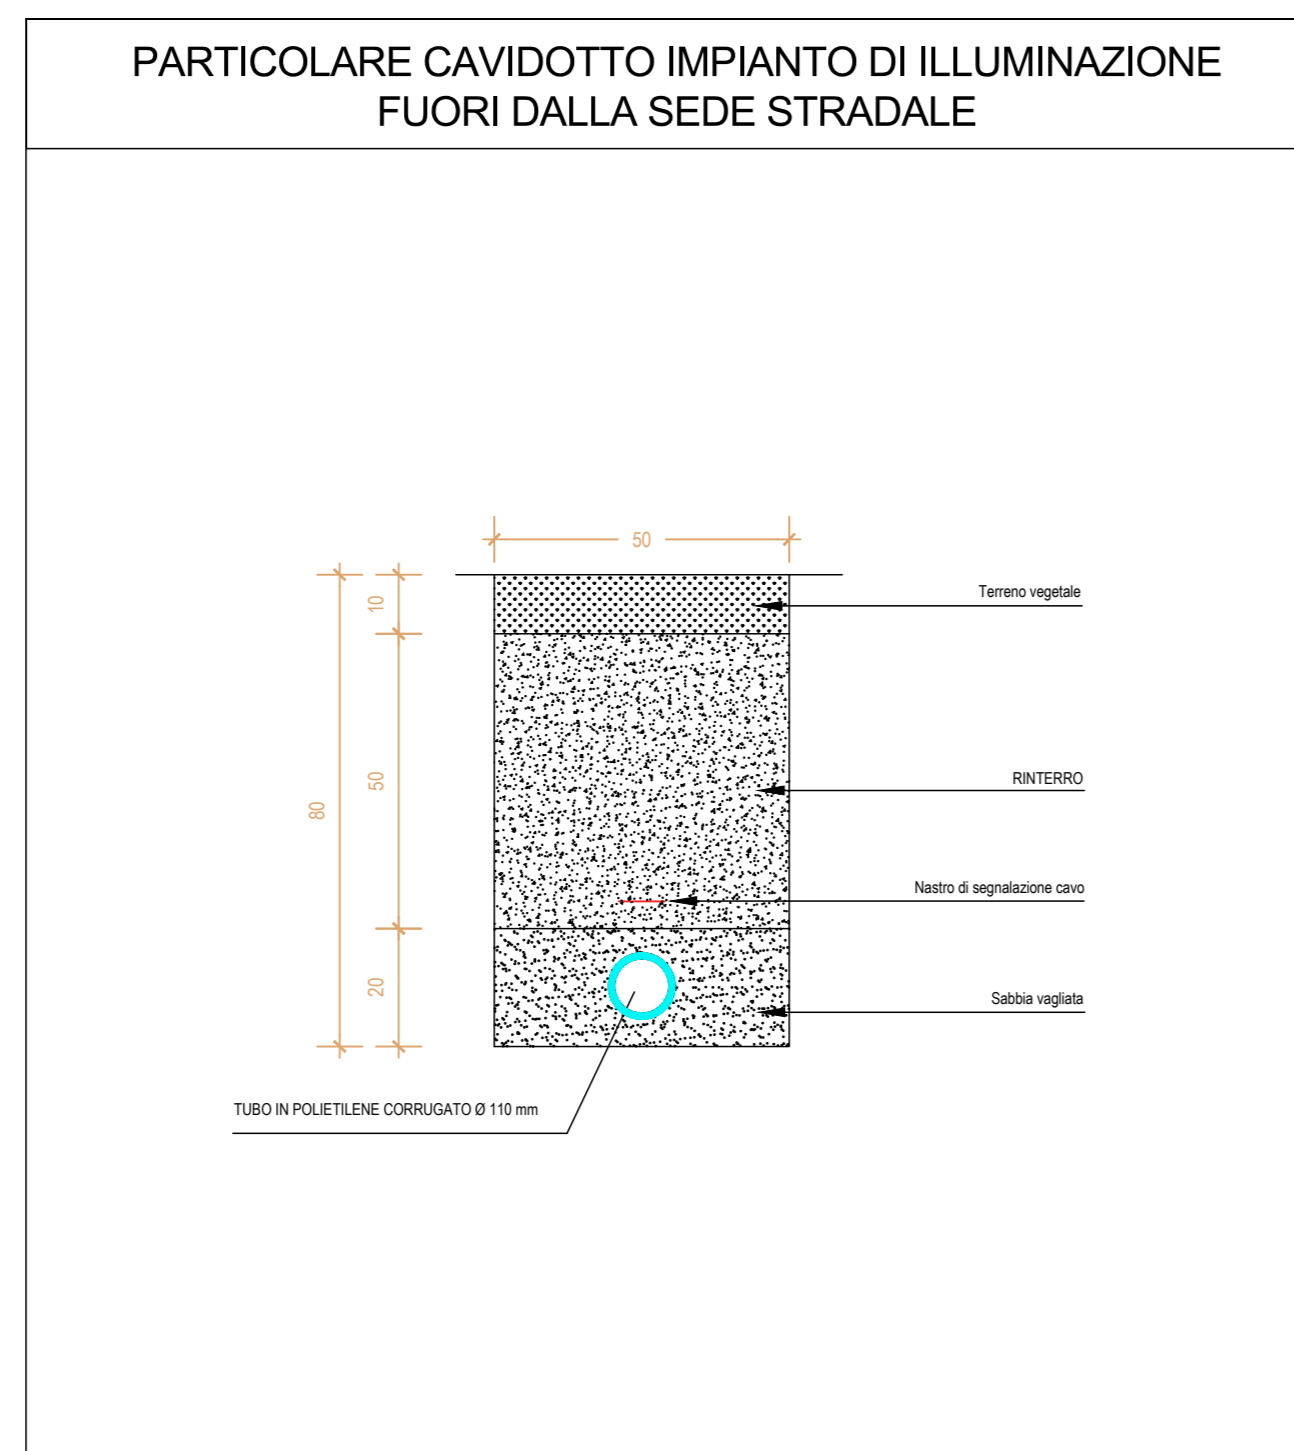 PARTICOLARE CAVIDOTTO IMPIANTO DI ILLUMINAZIONE
FUORI DALLA SEDE STRADALE
50
10
Terreno vegetale
50
80
RINTERRO
Nastro di segnalazione cavo
20
Sabbia vagliata
TUBO IN POLIETILENE CORRUGATO Ø 110 mm